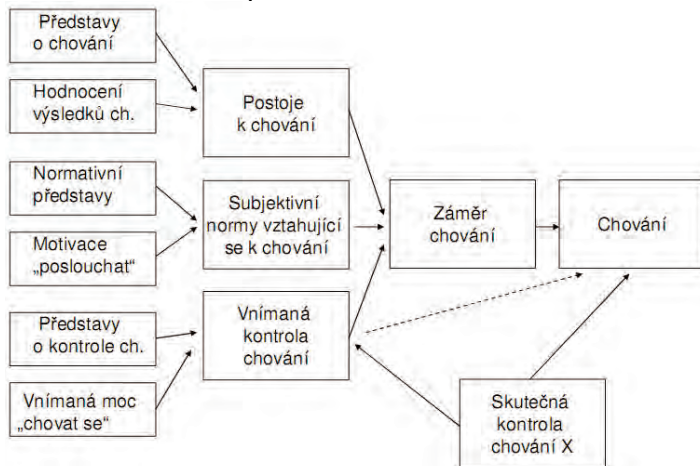 Představy
o chování
Hodnocení
výsledků ch.
Normativní
představy
Motivace
„poslouchat“
Představy
o kontrole ch.
Vnímaná moc
„chovat se“
Postoje
k chování
Subjektivní
normy vztahující
se k chování
Vnímaná
kontrola
chování
Záměr
chování
Chování
Skutečná
kontrola
chování X